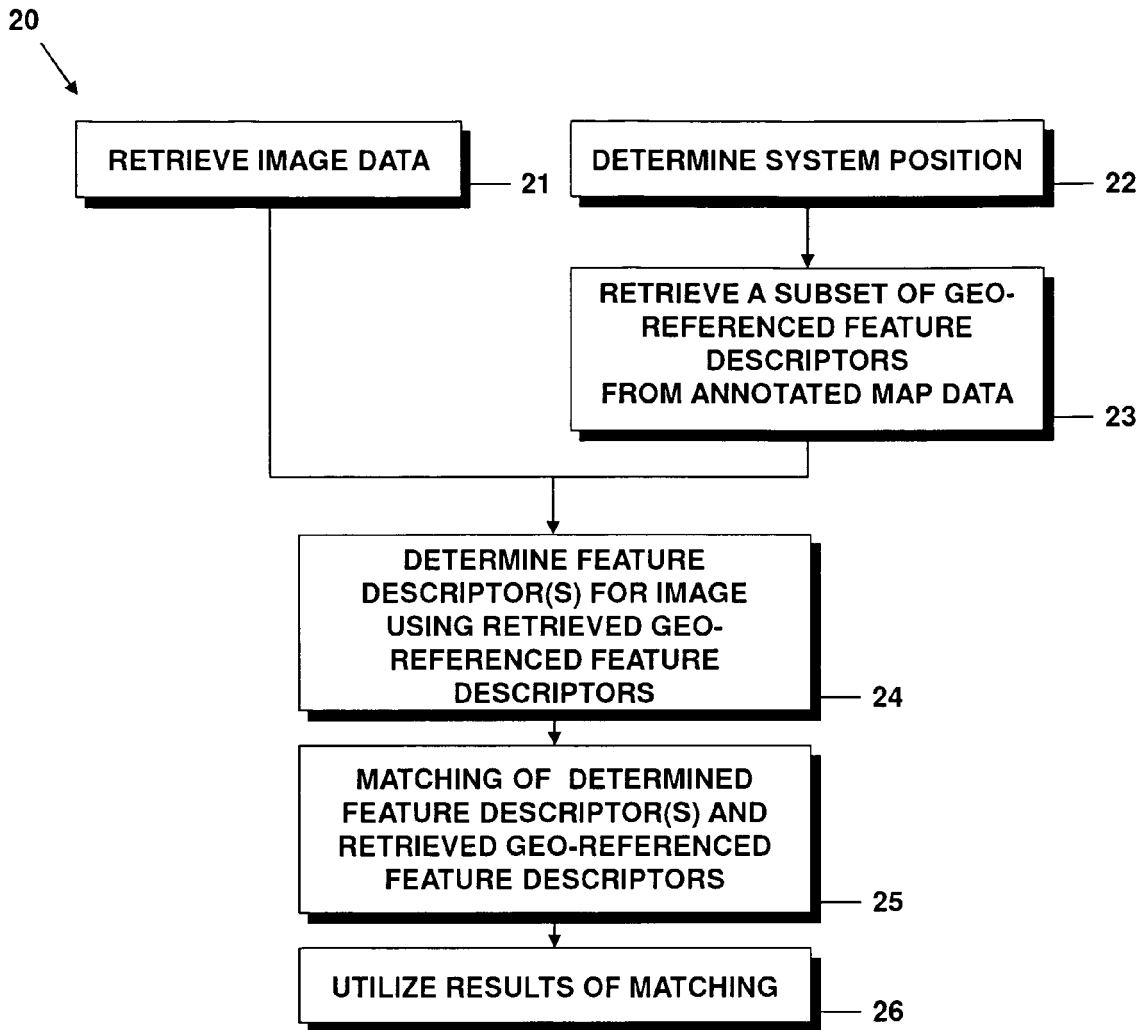 20
RETRIEVE IMAGE DATA
21
DETERMINE SYSTEM POSITION
22
RETRIEVE A SUBSET OF GEO-
REFERENCED FEATURE
DESCRIPTORS
FROM ANNOTATED MAP DATA
23
DETERMINE FEATURE
DESCRIPTOR(S) FOR IMAGE
USING RETRIEVED GEO-
REFERENCED FEATURE
DESCRIPTORS
24
MATCHING OF DETERMINED
FEATURE DESCRIPTOR(S) AND
RETRIEVED GEO-REFERENCED
FEATURE DESCRIPTORS
25
UTILIZE RESULTS OF MATCHING
26